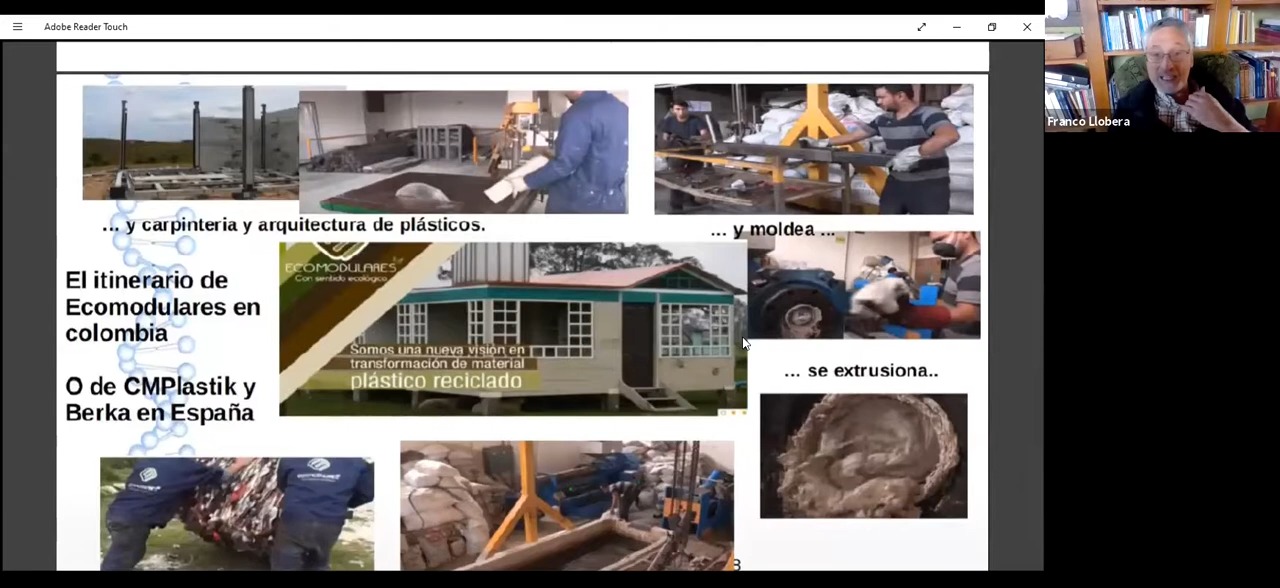 Adobe Reader Touch
Franco Llobera
... y carpinteria y arquitectura de plásticos.
... y moldea ...
El itinerario de
Ecomodulares en
colombia
ECOMODULARES
Con sentido ecológico
Somos una nueva visión en
transformación de material
plástico reciclado
... se extrusiona..
O de CMPlastik y
Berka en España
3